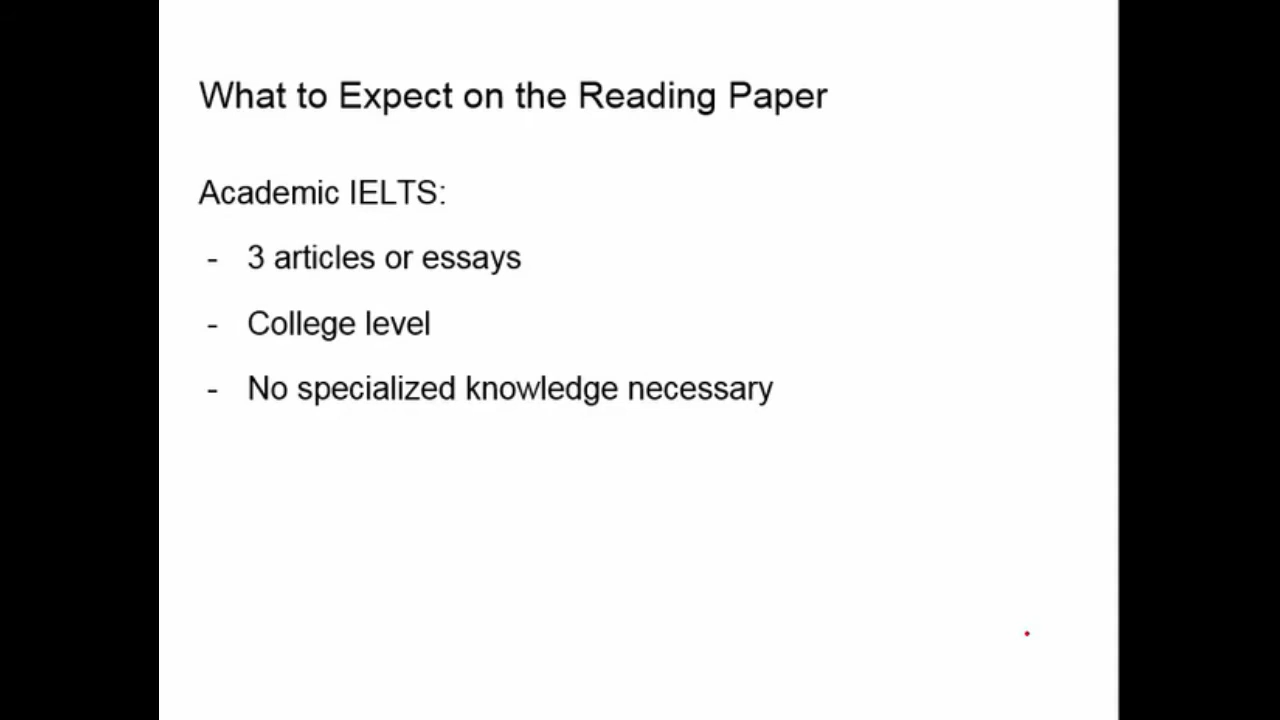 What to Expect on the Reading Paper
Academic IELTS:
- 3 articles or essays
- College level
- No specialized knowledge necessary